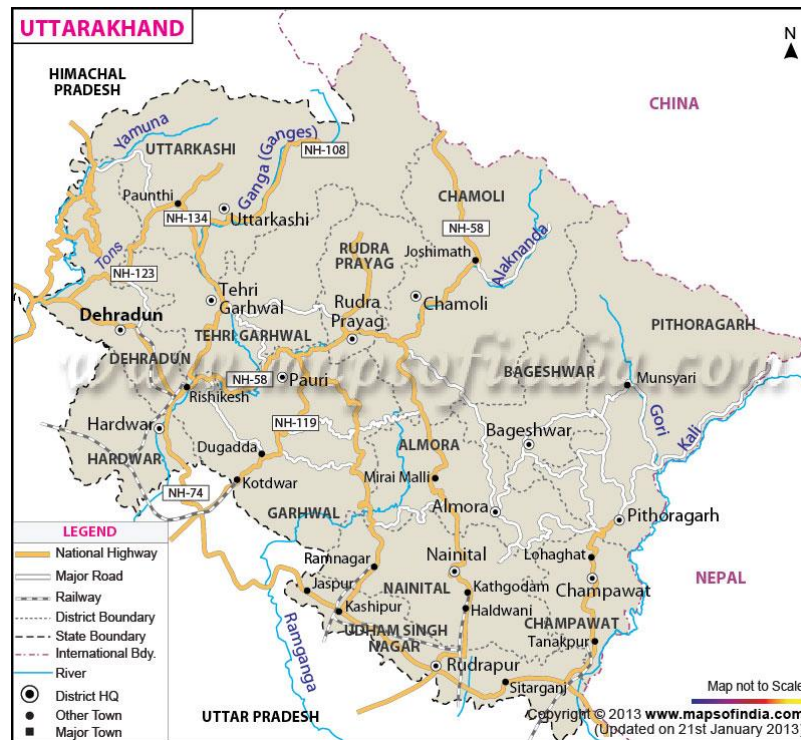 UTTARAKHAND
N
HIMACHAL
PRADESH
CHINA
Yamuna
UTTARKASHI
Ganga (Ganges)
NH-108
Paunthi
NH-134
Uttarkashi
CHAMOLI
NH-58
Joshimath
Alaknanda
RUDRA
PRAYAG
Tons
NH-123
Tehri
Garhwal
Rudra
Prayag
Chamoli
Dehradun
TEHRI GARHWAL
PITHORAGARH
DEHRADUN
www.mapsofindia.com
NH-58
Pauri
BAGESHWAR
Munsyari
Rishikesh
NH-119
Gori
Kali
Hardwar
HARDWAR
Dugadda
ALMORA
Bageshwar
Kotdwar
Mirai Malli
NH-74
GARHWAL
Almora
Pithoragarh
LEGEND
National Highway
Major Road
Railway
District Boundary
State Boundary
International Bdy.
River
District HQ
Other Town
Major Town
Ramnagar
Nainital
Lohaghat
NEPAL
Jaspur
NAINITAL
Kathgodam
Champawat
Kashipur
Haldwani
Ramganga
UDHAM SINGH
NAGAR
CHAMPAWAT
Tanakpur
Rudrapur
Sitarganj
UTTAR PRADESH
Map not to Scale
Copyright © 2013 www.mapsofindia.com
(Updated on 21st January 2013)